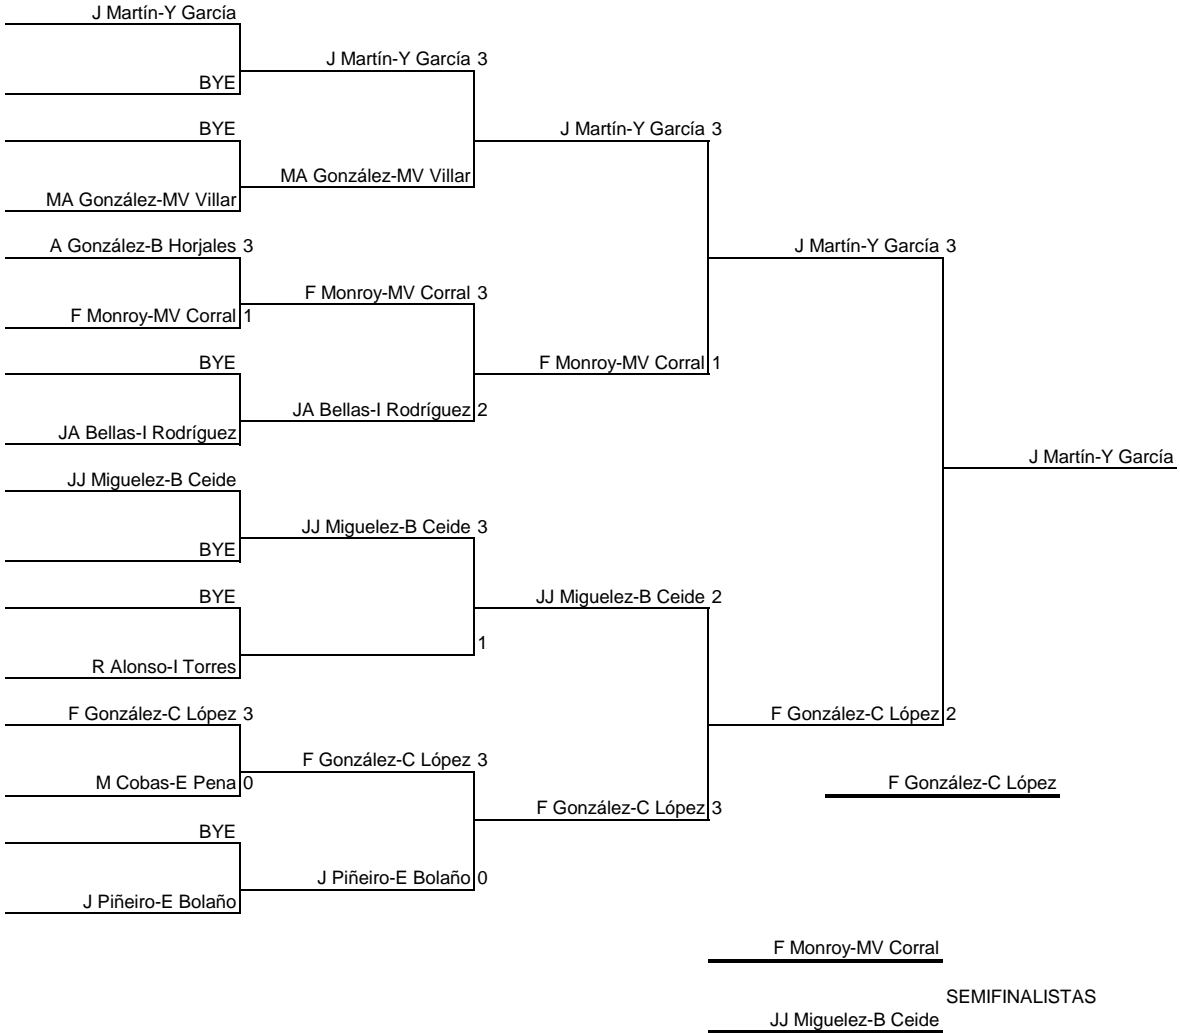 J Martín-Y García
J Martín-Y García 3
BYE
BYE
J Martín-Y García 3
MA González-MV Villar
MA González-MV Villar
A González-B Horjales 3
J Martín-Y García 3
F Monroy-MV Corral 3
F Monroy-MV Corral 1
BYE
F Monroy-MV Corral 1
JA Bellas-I Rodríguez 2
JA Bellas-I Rodríguez
J Martín-Y García
JJ Miguelez-B Ceide
JJ Miguelez-B Ceide 3
BYE
BYE
JJ Miguelez-B Ceide 2
1
R Alonso-I Torres
F González-C López 3
F González-C López 2
F González-C López 3
M Cobas-E Pena 0
F González-C López
F González-C López 3
BYE
J Piñeiro-E Bolaño 0
J Piñeiro-E Bolaño
F Monroy-MV Corral
SEMIFINALISTAS
JJ Miguelez-B Ceide